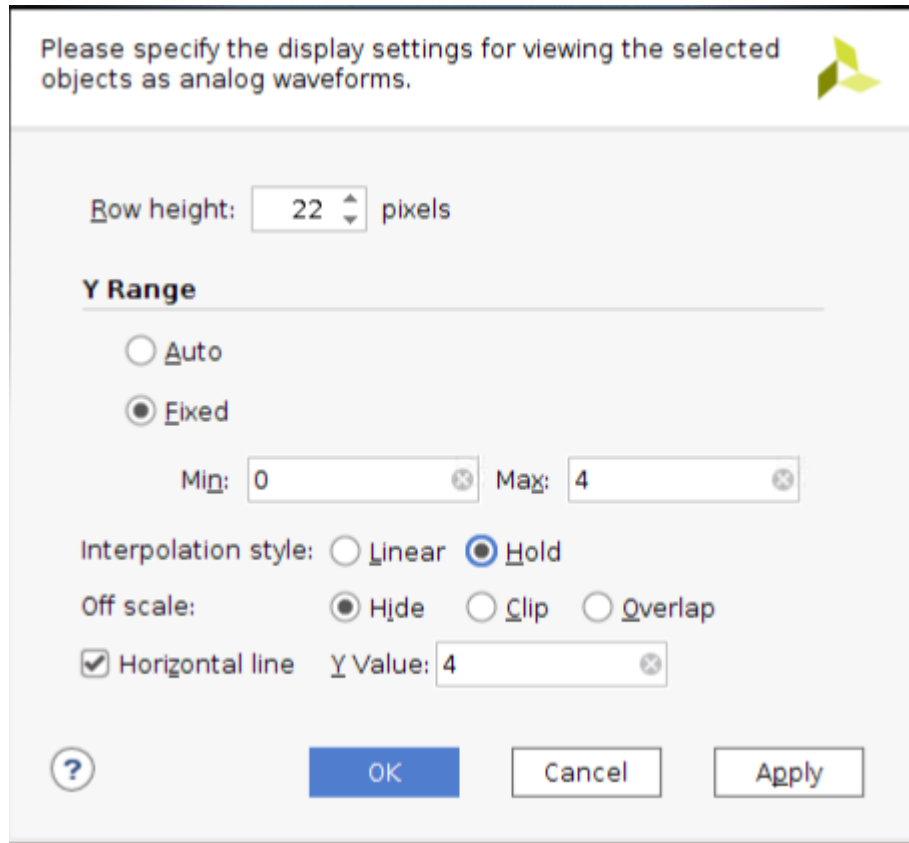 Please specify the display settings for viewing the selected
objects as analog waveforms.
Row height: 22 pixels
Y Range
Auto
Fixed
Min: 0 Max: 4
Interpolation style: Linear Hold
Off scale: Hide Clip Overlap
Horizontal line Y Value: 4
? OK Cancel Apply